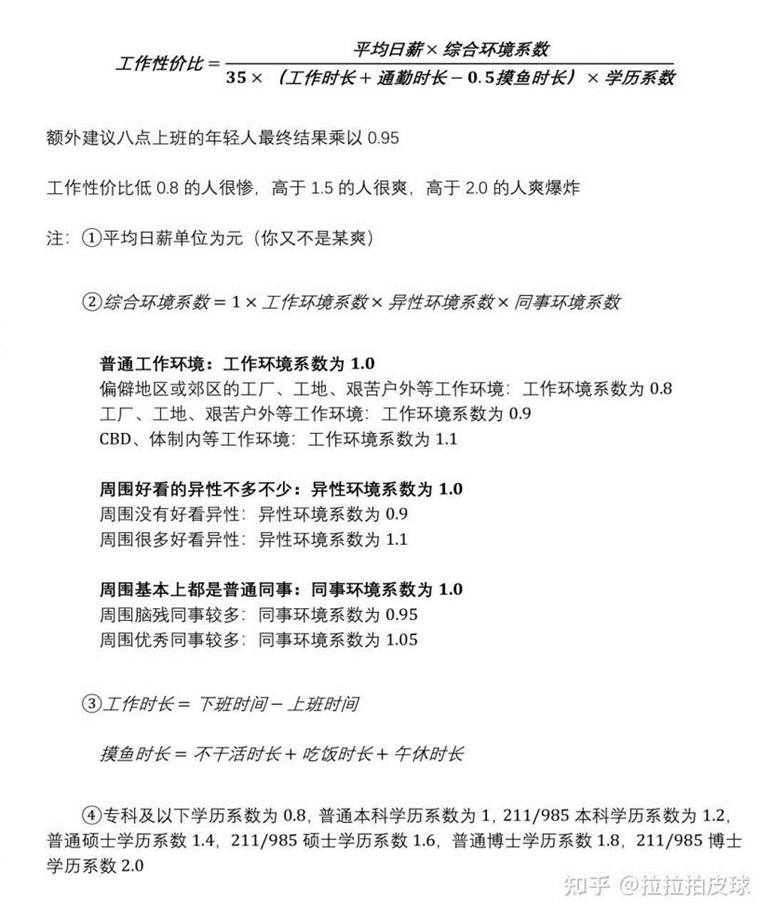 工作性价比 = 平均日薪 × 综合环境系数
35 × （工作时长 + 通勤时长 − 0.5摸鱼时长） × 学历系数
额外建议八点上班的年轻人最终结果乘以 0.95
工作性价比低 0.8 的人很惨，高于 1.5 的人很爽，高于 2.0 的人爽爆炸
注：①平均日薪单位为元（你又不是某爽）
②综合环境系数 = 1 × 工作环境系数 × 异性环境系数 × 同事环境系数
普通工作环境：工作环境系数为 1.0
偏僻地区或郊区的工厂、工地、艰苦户外等工作环境：工作环境系数为 0.8
工厂、工地、艰苦户外等工作环境：工作环境系数为 0.9
CBD、体制内等工作环境：工作环境系数为 1.1
周围好看的异性不多不少：异性环境系数为 1.0
周围没有好看异性：异性环境系数为 0.9
周围很多好看异性：异性环境系数为 1.1
周围基本上都是普通同事：同事环境系数为 1.0
周围脑残同事较多：同事环境系数为 0.95
周围优秀同事较多：同事环境系数为 1.05
③工作时长 = 下班时间 − 上班时间
摸鱼时长 = 不干活时长 + 吃饭时长 + 午休时长
④专科及以下学历系数为 0.8，普通本科学历系数为 1，211/985 本科学历系数为 1.2，
普通硕士学历系数 1.4，211/985 硕士学历系数 1.6，普通博士学历系数 1.8，211/985 博士
学历系数 2.0
知乎 @拉拉拍皮球